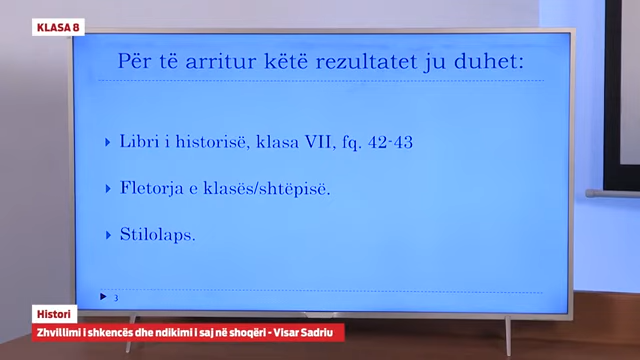 KLASA 8
Për të arritur këtë rezultatet ju duhet:
Libri i historisë, klasa VII, fq. 42-43
Fletorja e klasës/shtëpisë.
Stilolaps.
3
Histori
Zhvillimi i shkencës dhe ndikimi i saj në shoqëri - Visar Sadriu